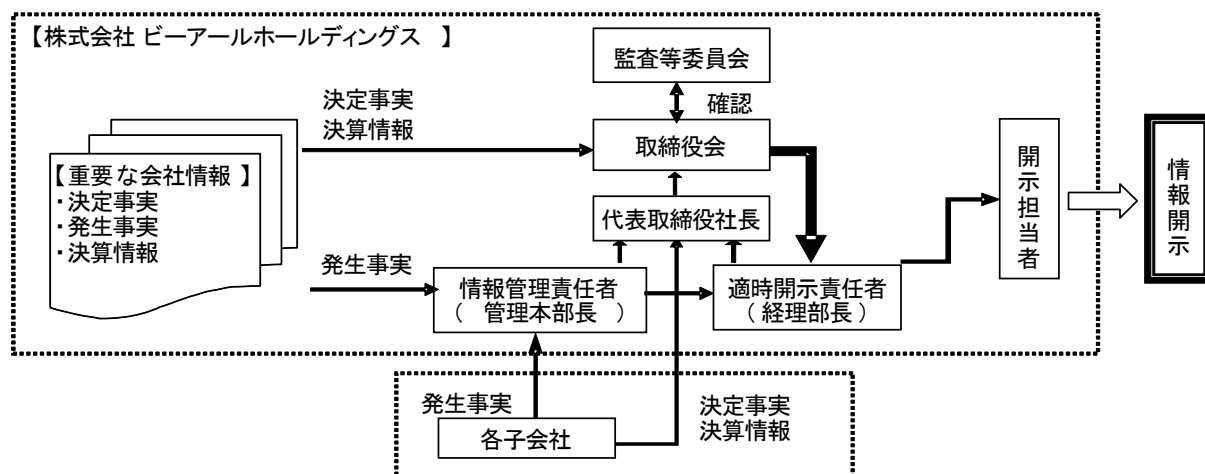 【株式会社 ビーアールホールディングス 】
監査等委員会
決定事実
決算情報
確認
取締役会
【重要な会社情報 】
・決定事実
・発生事実
・決算情報
代表取締役社長
開示担当者
情報開示
発生事実
情報管理責任者
( 管理本部長 )
適時開示責任者
( 経理部長 )
発生事実
各子会社
決定事実
決算情報